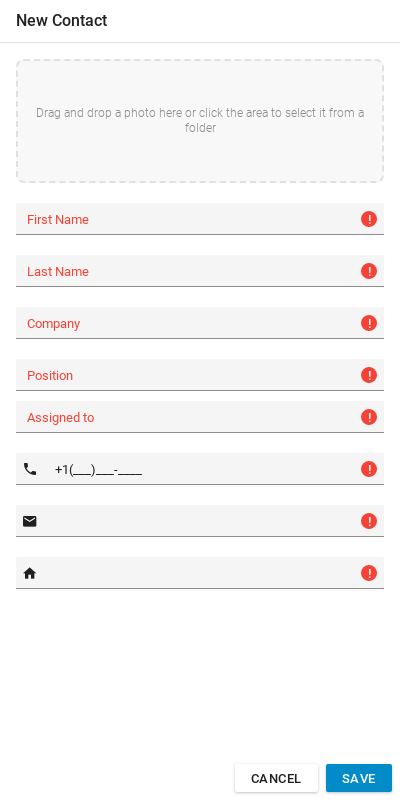 New Contact
Drag and drop a photo here or click the area to select it from a
folder
First Name
Last Name
Company
Position
Assigned to
+1(___)___-____
CANCEL
SAVE